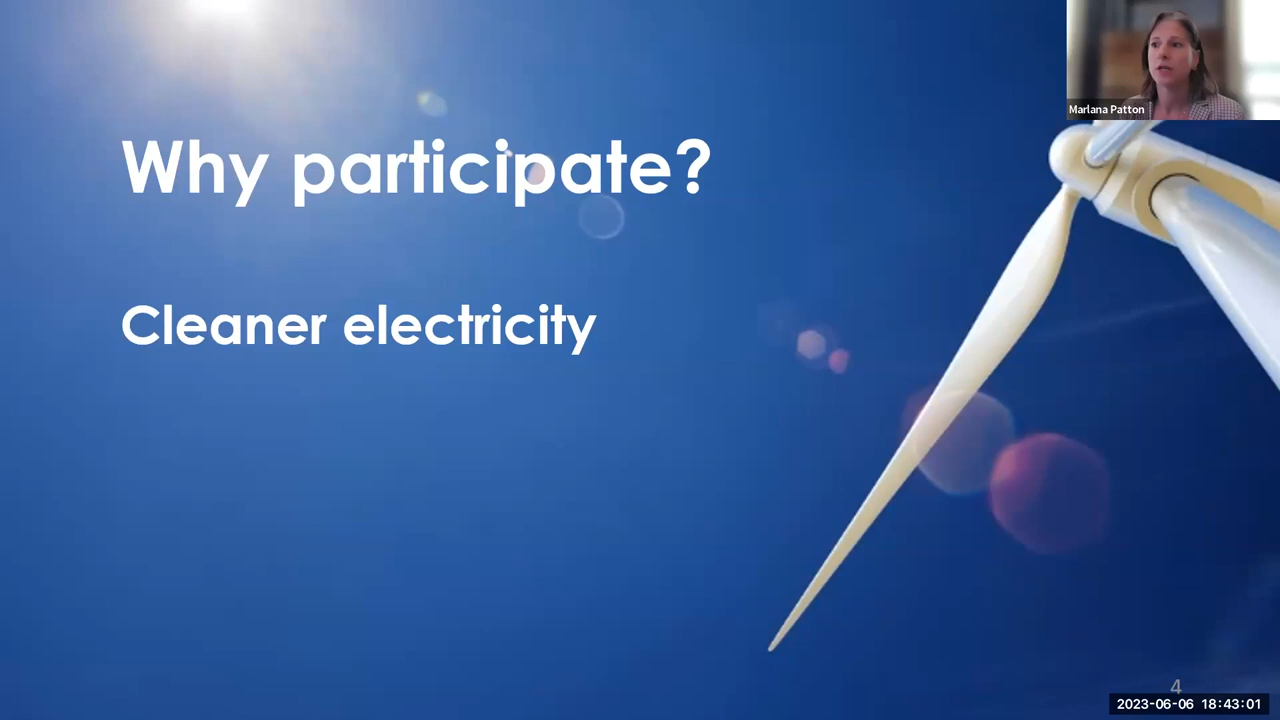 Marlana Patton
Why participate?
Cleaner electricity
4
2023-06-06 18:43:01